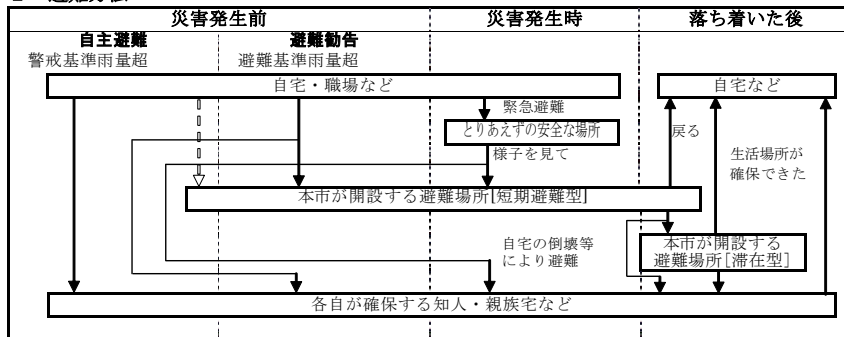 災害発生前
災害発生時
落ち着いた後
自主避難
避難勧告
警戒基準雨量超
避難基準雨量超
自宅・職場など
自宅など
緊急避難
とりあえずの安全な場所
戻る
様子を見て
生活場所が
確保できた
本市が開設する避難場所[短期避難型]
自宅の倒壊等
により避難
本市が開設する
避難場所[滞在型]
各自が確保する知人・親族宅など